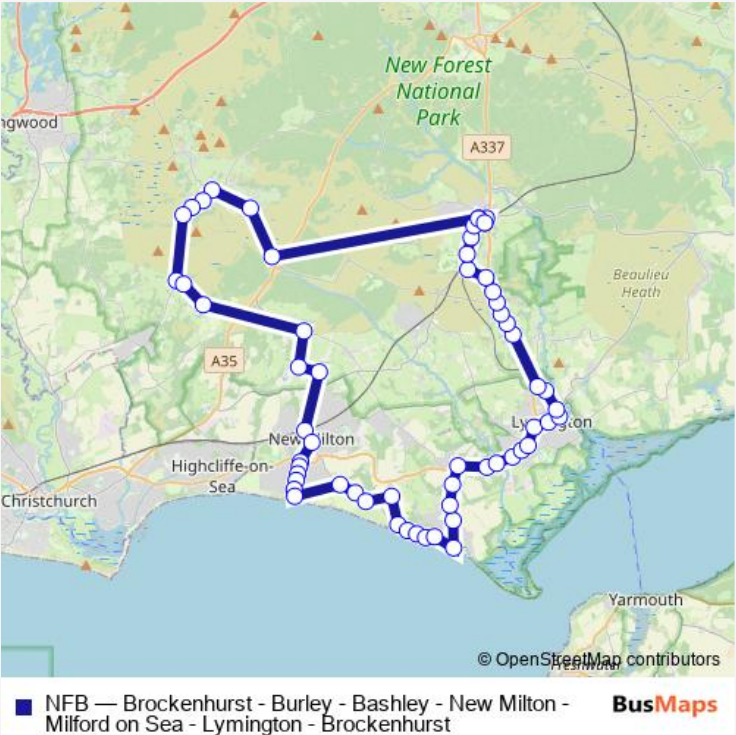 New Forest
National
Park
ngwood
A337
Beaulieu
Heath
A35
Lymington
New Milton
Highcliffe-on-
Sea
Christchurch
Yarmouth
© OpenStreetMap contributors
Freshwater
NFB — Brockenhurst - Burley - Bashley - New Milton -
Milford on Sea - Lymington - Brockenhurst
BusMaps